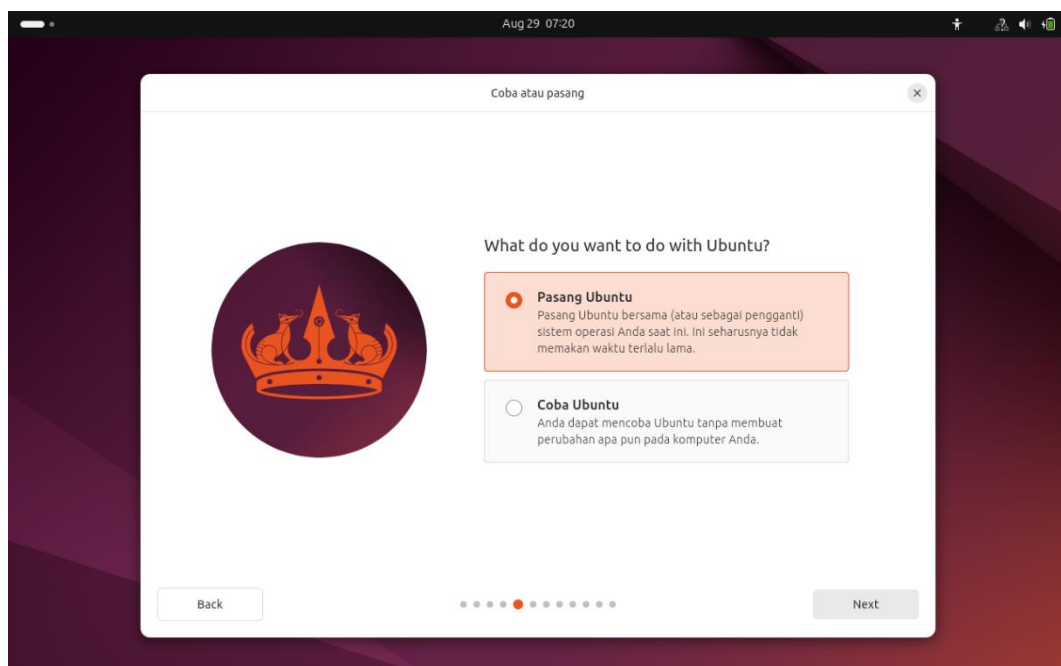 Aug 29 07:20
Coba atau pasang
What do you want to do with Ubuntu?
Pasang Ubuntu
Pasang Ubuntu bersama (atau sebagai pengganti)
sistem operasi Anda saat ini. Ini seharusnya tidak
memakan waktu terlalu lama.
Coba Ubuntu
Anda dapat mencoba Ubuntu tanpa membuat
perubahan apa pun pada komputer Anda.
Back
Next